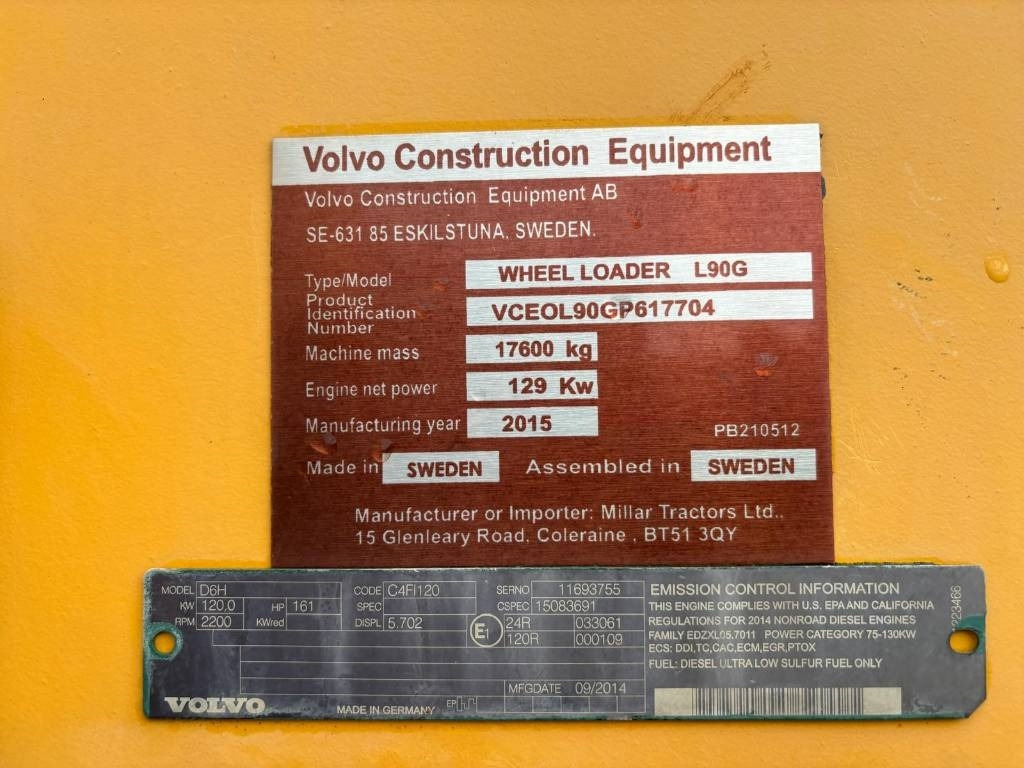 Volvo Construction Equipment
Volvo Construction Equipment AB
SE-631 85 ESKILSTUNA. SWEDEN.
Type/Model WHEEL LOADER L90G
Product Identification Number VCEOL90GP617704
Machine mass 17600 kg
Engine net power 129 Kw
Manufacturing year 2015
PB210512
Made in SWEDEN Assembled in SWEDEN
Manufacturer or Importer: Millar Tractors Ltd..
15 Glenleary Road, Coleraine , BT51 3QY
MODEL D6H CODE C4FI120 SERNO 11693755
KW 120.0 HP 161 SPEC CSPEC 15083691
RPM 2200 KWred DISPL 5.702 E1 24R 033061
120R 000109
MFGDATE 09/2014
VOLVO MADE IN GERMANY EP
EMISSION CONTROL INFORMATION
THIS ENGINE COMPLIES WITH U.S. EPA AND CALIFORNIA
REGULATIONS FOR 2014 NONROAD DIESEL ENGINES
FAMILY EDZXL05.7011 POWER CATEGORY 75-130KW
ECS: DDI,TC,CAC,ECM,EGR,PTOX
FUEL: DIESEL ULTRA LOW SULFUR FUEL ONLY